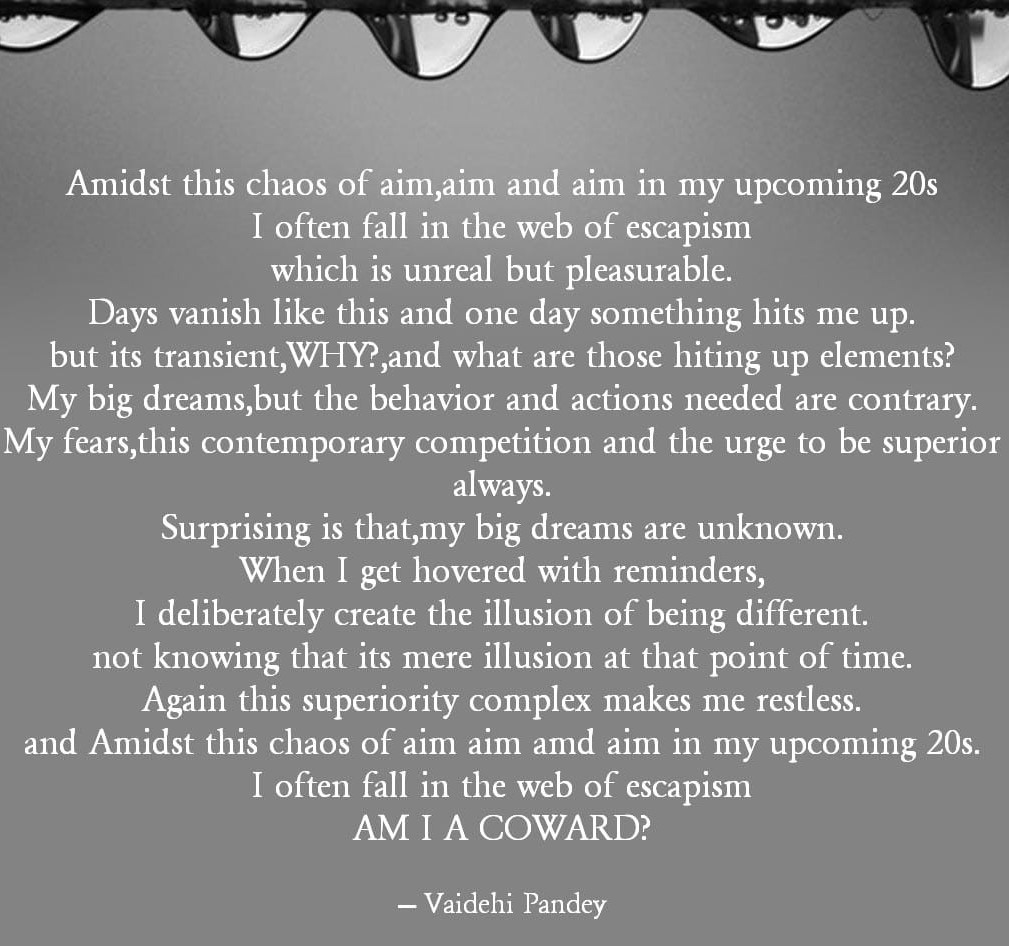 Amidst this chaos of aim,aim and aim in my upcoming 20s
I often fall in the web of escapism
which is unreal but pleasurable.
Days vanish like this and one day something hits me up.
but its transient,WHY?,and what are those hiting up elements?
My big dreams,but the behavior and actions needed are contrary.
My fears,this contemporary competition and the urge to be superior
always.
Surprising is that,my big dreams are unknown.
When I get hovered with reminders,
I deliberately create the illusion of being different.
not knowing that its mere illusion at that point of time.
Again this superiority complex makes me restless.
and Amidst this chaos of aim aim amd aim in my upcoming 20s.
I often fall in the web of escapism
AM I A COWARD?
— Vaidehi Pandey